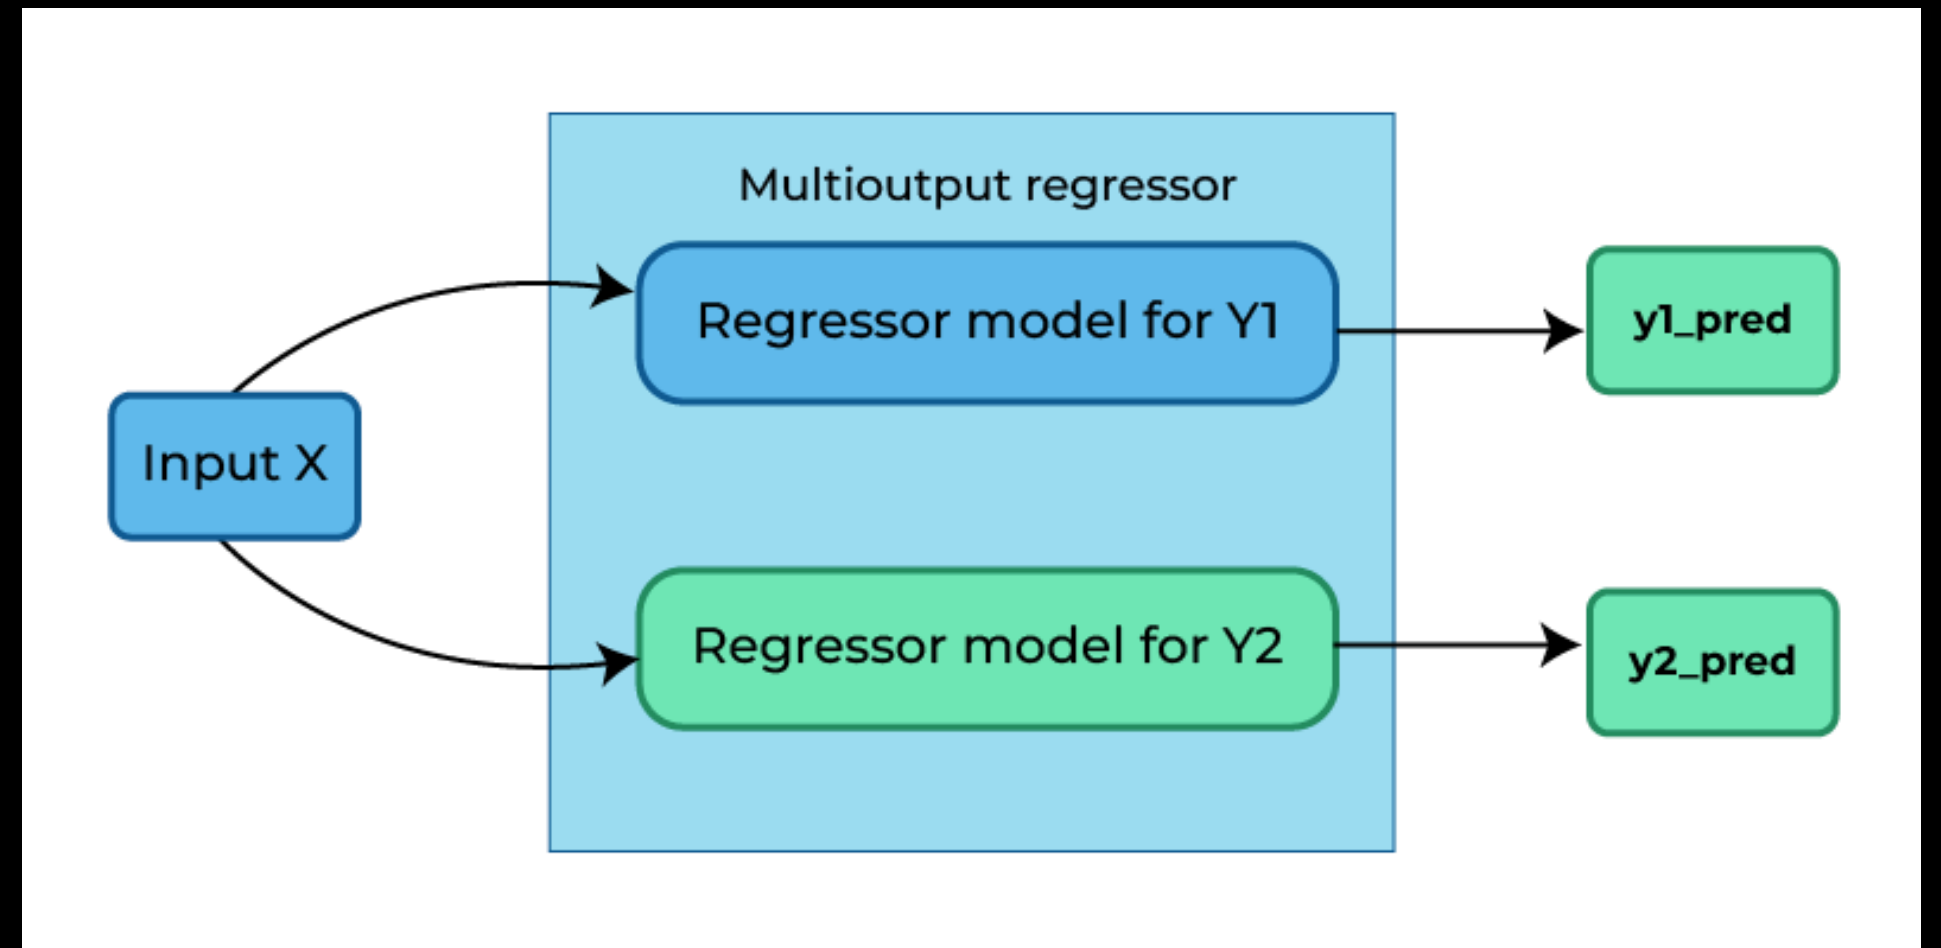 Multioutput regressor
Regressor model for Y1
y1_pred
Input X
Regressor model for Y2
y2_pred